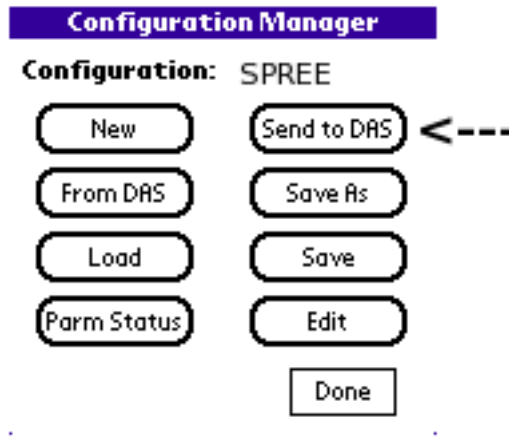 Configuration Manager
Configuration: SPREE
New Send to DAS <---
From DAS Save As
Load Save
Parm Status Edit
Done